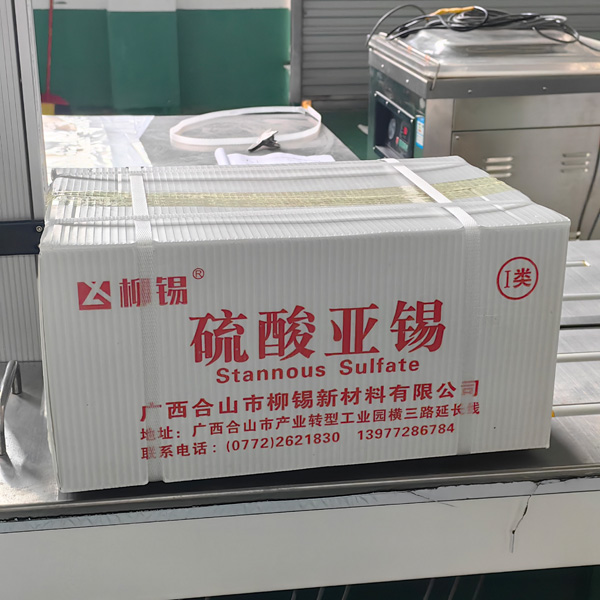 柳锡®
I类
硫酸亚锡
Stannous Sulfate
广西合山市柳锡新材料有限公司
地址：广西合山市产业转型工业园横三路延长线
联系电话：(0772)2621830 13977286784